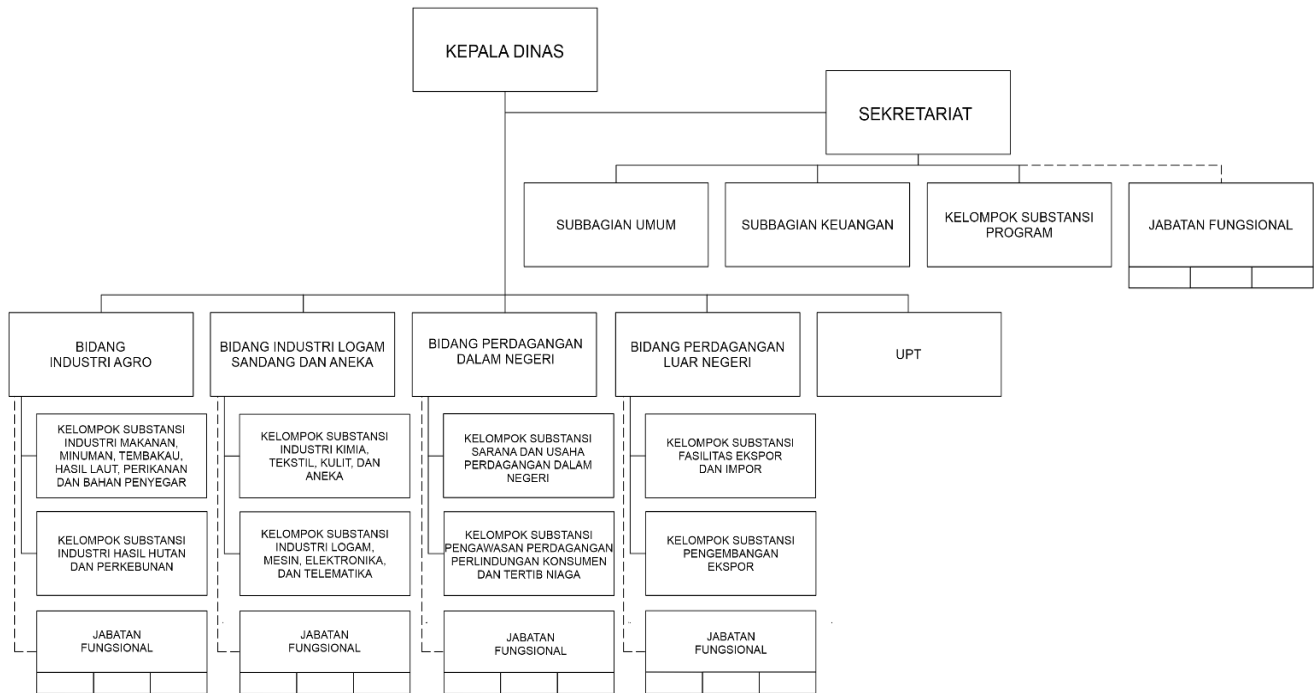 KEPALA DINAS
SEKRETARIAT
SUBBAGIAN UMUM
SUBBAGIAN KEUANGAN
KELOMPOK SUBSTANSI
PROGRAM
JABATAN FUNGSIONAL
BIDANG
INDUSTRI AGRO
BIDANG INDUSTRI LOGAM
SANDANG DAN ANEKA
BIDANG PERDAGANGAN
DALAM NEGERI
BIDANG PERDAGANGAN
LUAR NEGERI
UPT
KELOMPOK SUBSTANSI
INDUSTRI MAKANAN,
MINUMAN, TEMBAKAU,
HASIL LAUT, PERIKANAN
DAN BAHAN PENYEGAR
KELOMPOK SUBSTANSI
INDUSTRI KIMIA,
TEKSTIL, KULIT, DAN
ANEKA
KELOMPOK SUBSTANSI
SARANA DAN USAHA
PERDAGANGAN DALAM
NEGERI
KELOMPOK SUBSTANSI
FASILITAS EKSPOR
DAN IMPOR
KELOMPOK SUBSTANSI
INDUSTRI HASIL HUTAN
DAN PERKEBUNAN
KELOMPOK SUBSTANSI
INDUSTRI LOGAM,
MESIN, ELEKTRONIKA,
DAN TELEMATIKA
KELOMPOK SUBSTANSI
PENGAWASAN PERDAGANGAN
PERLINDUNGAN KONSUMEN
DAN TERTIB NIAGA
KELOMPOK SUBSTANSI
PENGEMBANGAN
EKSPOR
JABATAN
FUNGSIONAL
JABATAN
FUNGSIONAL
JABATAN
FUNGSIONAL
JABATAN
FUNGSIONAL